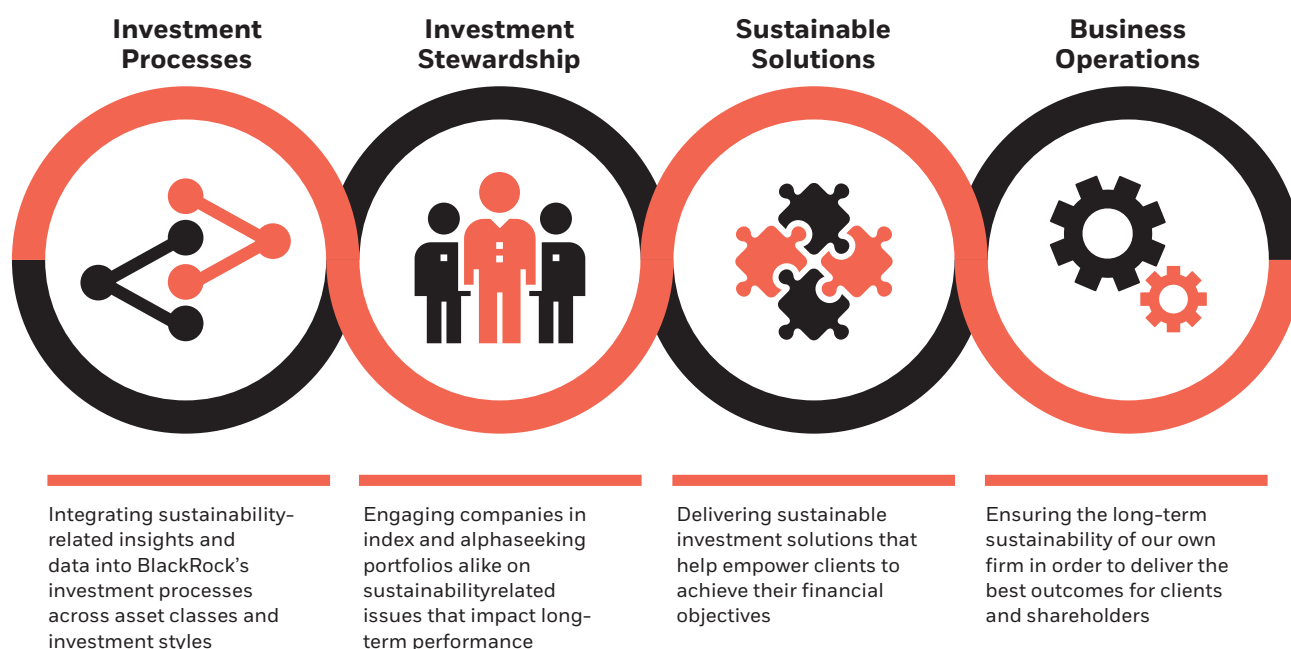 Investment
Processes
Investment
Stewardship
Sustainable
Solutions
Business
Operations
Integrating sustainability-
related insights and
data into BlackRock’s
investment processes
across asset classes and
investment styles
Engaging companies in
index and alphaseeking
portfolios alike on
sustainabilityrelated
issues that impact long-
term performance
Delivering sustainable
investment solutions that
help empower clients to
achieve their financial
objectives
Ensuring the long-term
sustainability of our own
firm in order to deliver the
best outcomes for clients
and shareholders